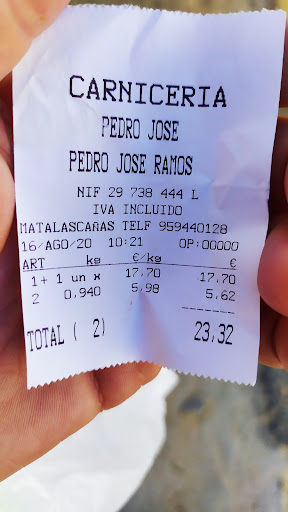 CARNICERIA
PEDRO JOSE
PEDRO JOSE RAMOS
NIF 29 738 444 L
IVA INCLUIDO
MATALASCAÑAS TELF 959440128
16/AGO/20 10:21 OP:00000
ART kg €/kg €
1+ 1 un x 17,70 17,70
2 0,940 5,98 5,62
-------
TOTAL ( 2) 23,32